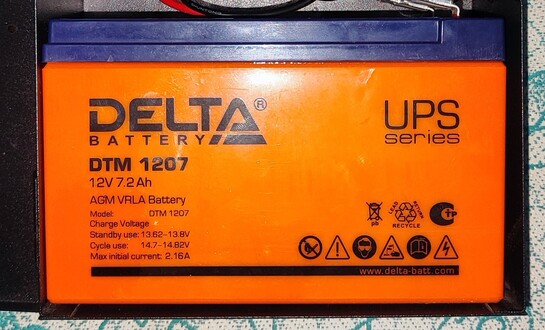 DELTA®
BATTERY
UPS
series
DTM 1207
12V 7.2Ah
AGM VRLA Battery
Model: DTM 1207
Charge Voltage
Standby use: 13.62-13.8V
Cycle use: 14.7-14.82V
Max initial current: 2.16A
Pb
RECYCLE
www.delta-batt.com